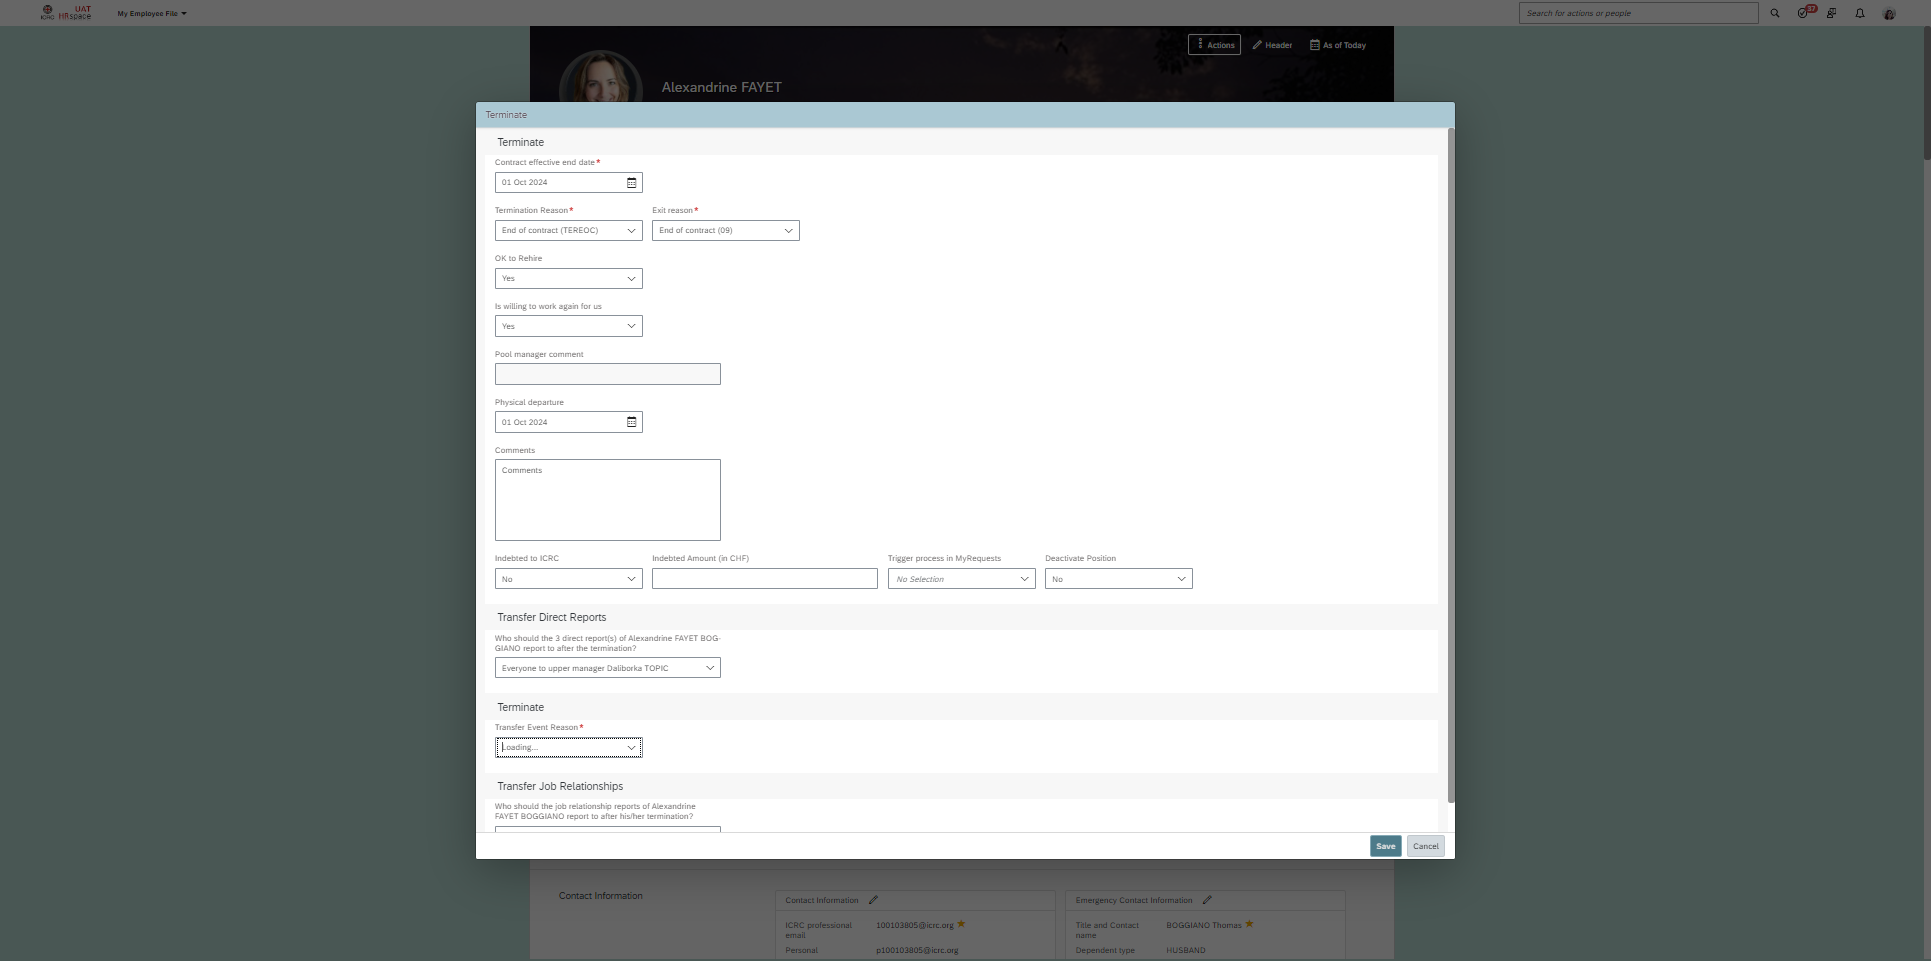 ICRC
UAT
HRspace
My Employee File
Search for actions or people
37
Actions
Header
As of Today
Alexandrine FAYET
Terminate
Terminate
Contract effective end date*
01 Oct 2024
Termination Reason* Exit reason*
End of contract (TEREOC) End of contract (09)
OK to Rehire
Yes
Is willing to work again for us
Yes
Pool manager comment
Physical departure
01 Oct 2024
Comments
Comments
Indebted to ICRC Indebted Amount (in CHF) Trigger process in MyRequests Deactivate Position
No No Selection No
Transfer Direct Reports
Who should the 3 direct report(s) of Alexandrine FAYET BOG-
GIANO report to after the termination?
Everyone to upper manager Daliborka TOPIC
Terminate
Transfer Event Reason*
Loading...
Transfer Job Relationships
Who should the job relationship reports of Alexandrine
FAYET BOGGIANO report to after his/her termination?
Save Cancel
Contact Information
Contact Information
ICRC professional
email
100103805@icrc.org
Personal p100103805@icrc.org
Emergency Contact Information
Title and Contact
name
BOGGIANO Thomas
Dependent type HUSBAND